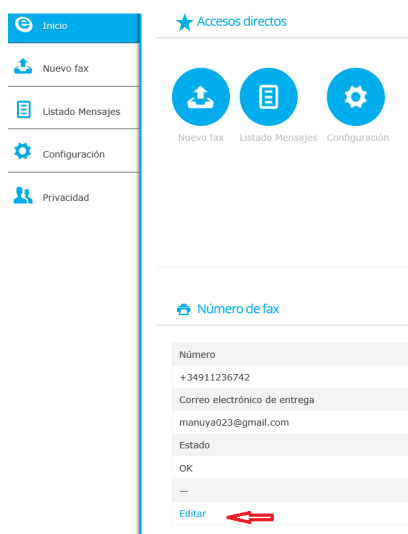 Inicio
Nuevo fax
Listado Mensajes
Configuración
Privacidad
Accesos directos
Nuevo fax
Listado Mensajes
Configuración
Número de fax
Número
+34911236742
Correo electrónico de entrega
manuya023@gmail.com
Estado
OK
—
Editar